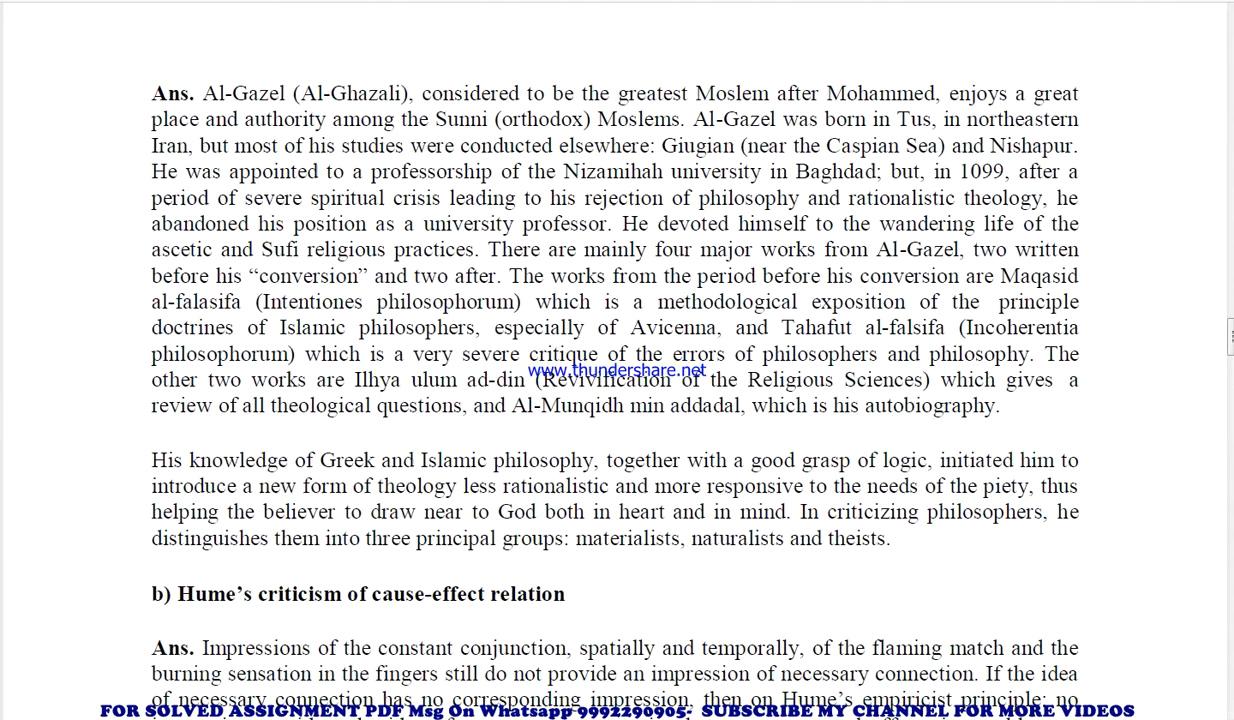 Ans. Al-Gazel (Al-Ghazali), considered to be the greatest Moslem after Mohammed, enjoys a great
place and authority among the Sunni (orthodox) Moslems. Al-Gazel was born in Tus, in northeastern
Iran, but most of his studies were conducted elsewhere: Giugian (near the Caspian Sea) and Nishapur.
He was appointed to a professorship of the Nizamihah university in Baghdad; but, in 1099, after a
period of severe spiritual crisis leading to his rejection of philosophy and rationalistic theology, he
abandoned his position as a university professor. He devoted himself to the wandering life of the
ascetic and Sufi religious practices. There are mainly four major works from Al-Gazel, two written
before his “conversion” and two after. The works from the period before his conversion are Maqasid
al-falasifa (Intentiones philosophorum) which is a methodological exposition of the principle
doctrines of Islamic philosophers, especially of Avicenna, and Tahafut al-falsifa (Incoherentia
philosophorum) which is a very severe critique of the errors of philosophers and philosophy. The
www.thundershare.net
other two works are Ilhya ulum ad-din (Revivification of the Religious Sciences) which gives a
review of all theological questions, and Al-Munqidh min addadal, which is his autobiography.
His knowledge of Greek and Islamic philosophy, together with a good grasp of logic, initiated him to
introduce a new form of theology less rationalistic and more responsive to the needs of the piety, thus
helping the believer to draw near to God both in heart and in mind. In criticizing philosophers, he
distinguishes them into three principal groups: materialists, naturalists and theists.
b) Hume’s criticism of cause-effect relation
Ans. Impressions of the constant conjunction, spatially and temporally, of the flaming match and the
burning sensation in the fingers still do not provide an impression of necessary connection. If the idea
of necessary connection has no corresponding impression, then on Hume’s empiricist principle: no
FOR SOLVED ASSIGNMENT PDF Msg On Whatsapp 9992290905- SUBSCRIBE MY CHANNEL FOR MORE VIDEOS